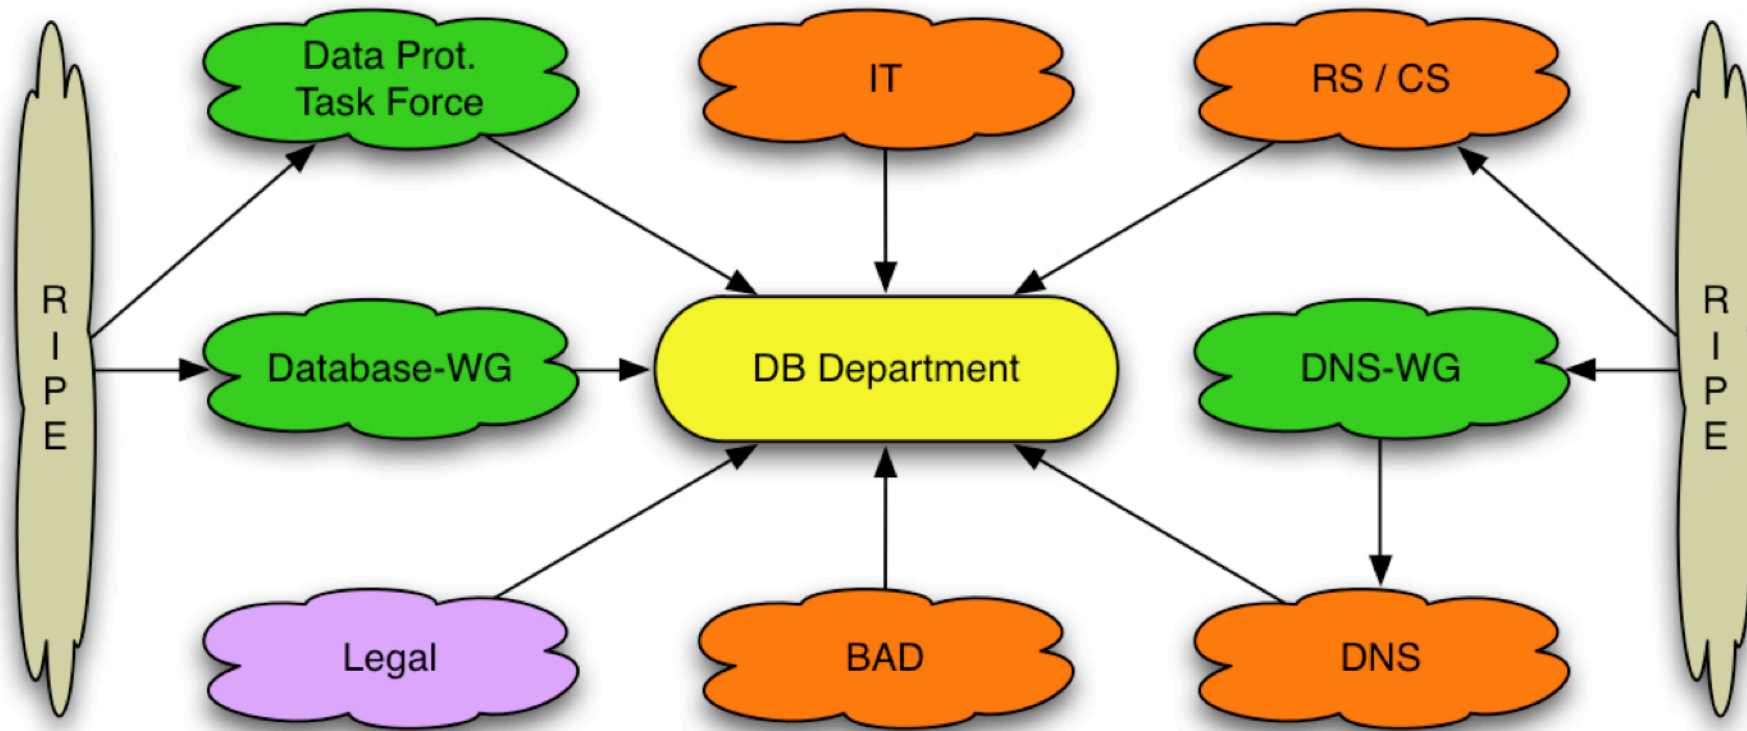 Data Prot.
Task Force
IT
RS / CS
R
I
P
E
Database-WG
DB Department
DNS-WG
R
I
P
E
Legal
BAD
DNS